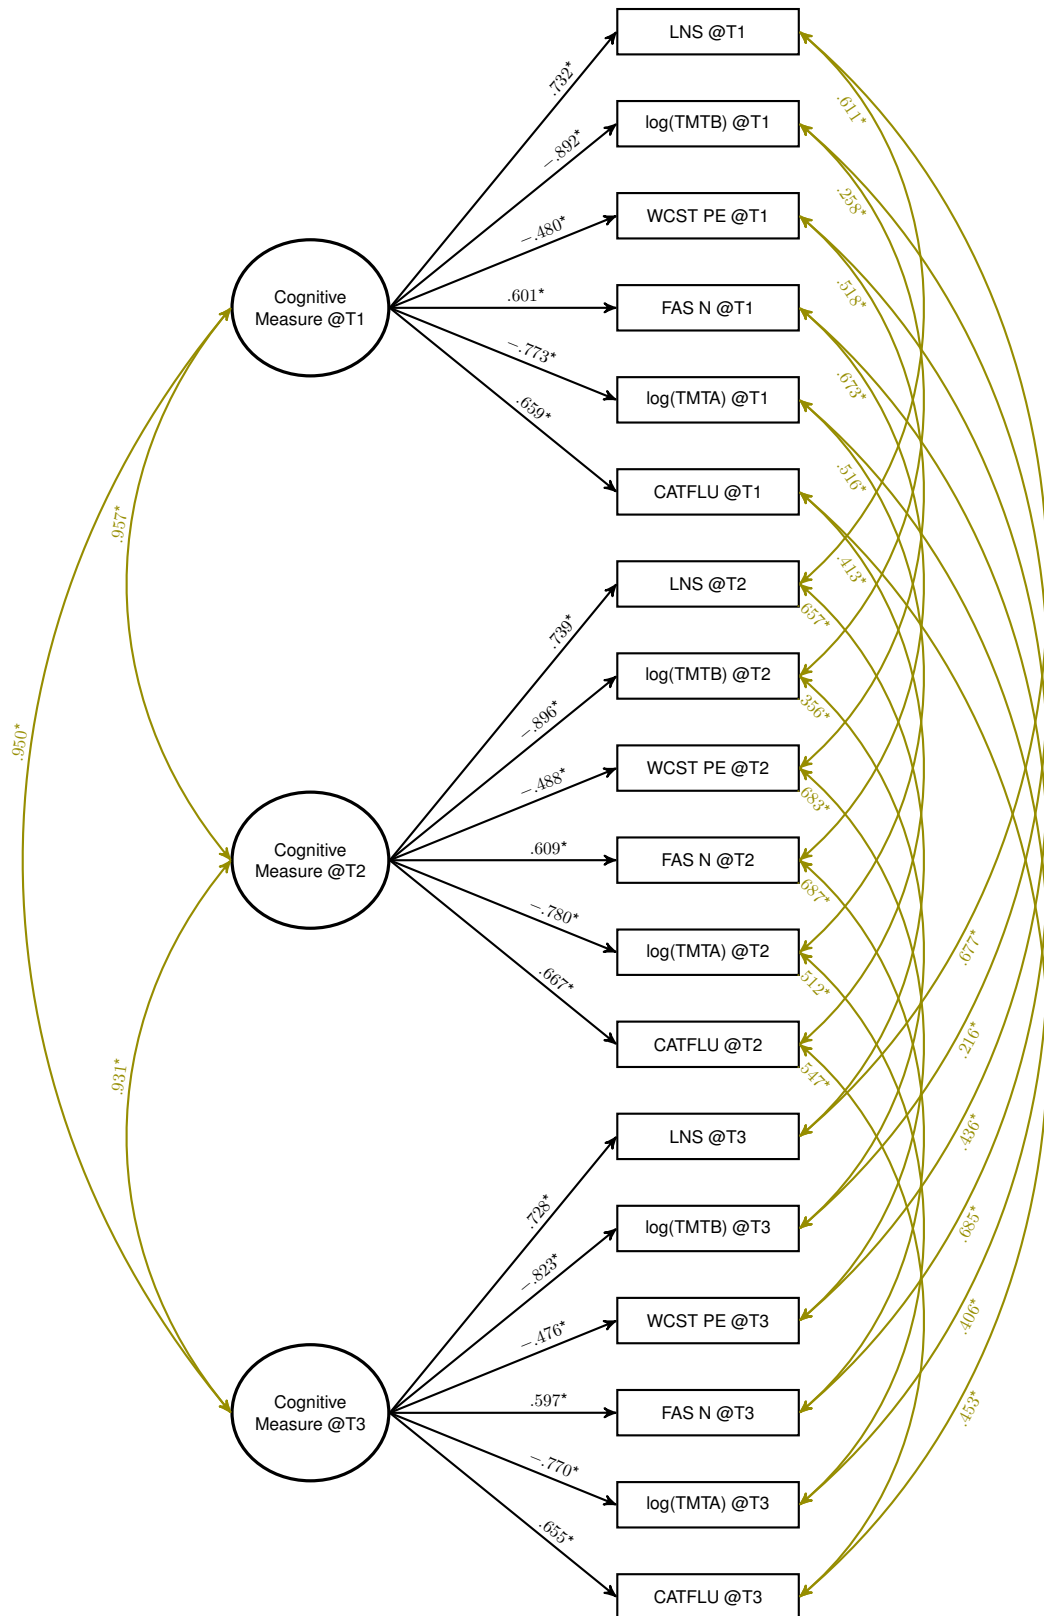 LNS @T1
.732*
.611*
log(TMTB) @T1
−.892*
.258*
WCST PE @T1
−.480*
.518*
Cognitive
Measure @T1
.601*
FAS N @T1
.673*
−.773*
log(TMTA) @T1
.516*
.659*
CATFLU @T1
.413*
.957*
LNS @T2
.657*
.739*
log(TMTB) @T2
.356*
−.896*
.950*
WCST PE @T2
.683*
−.488*
Cognitive
Measure @T2
.609*
FAS N @T2
.687*
−.780*
log(TMTA) @T2
.512*
.677*
.667*
CATFLU @T2
.547*
.216*
.931*
LNS @T3
.436*
.728*
log(TMTB) @T3
.685*
−.823*
WCST PE @T3
.406*
−.476*
Cognitive
Measure @T3
.597*
FAS N @T3
.453*
−.770*
log(TMTA) @T3
.655*
CATFLU @T3